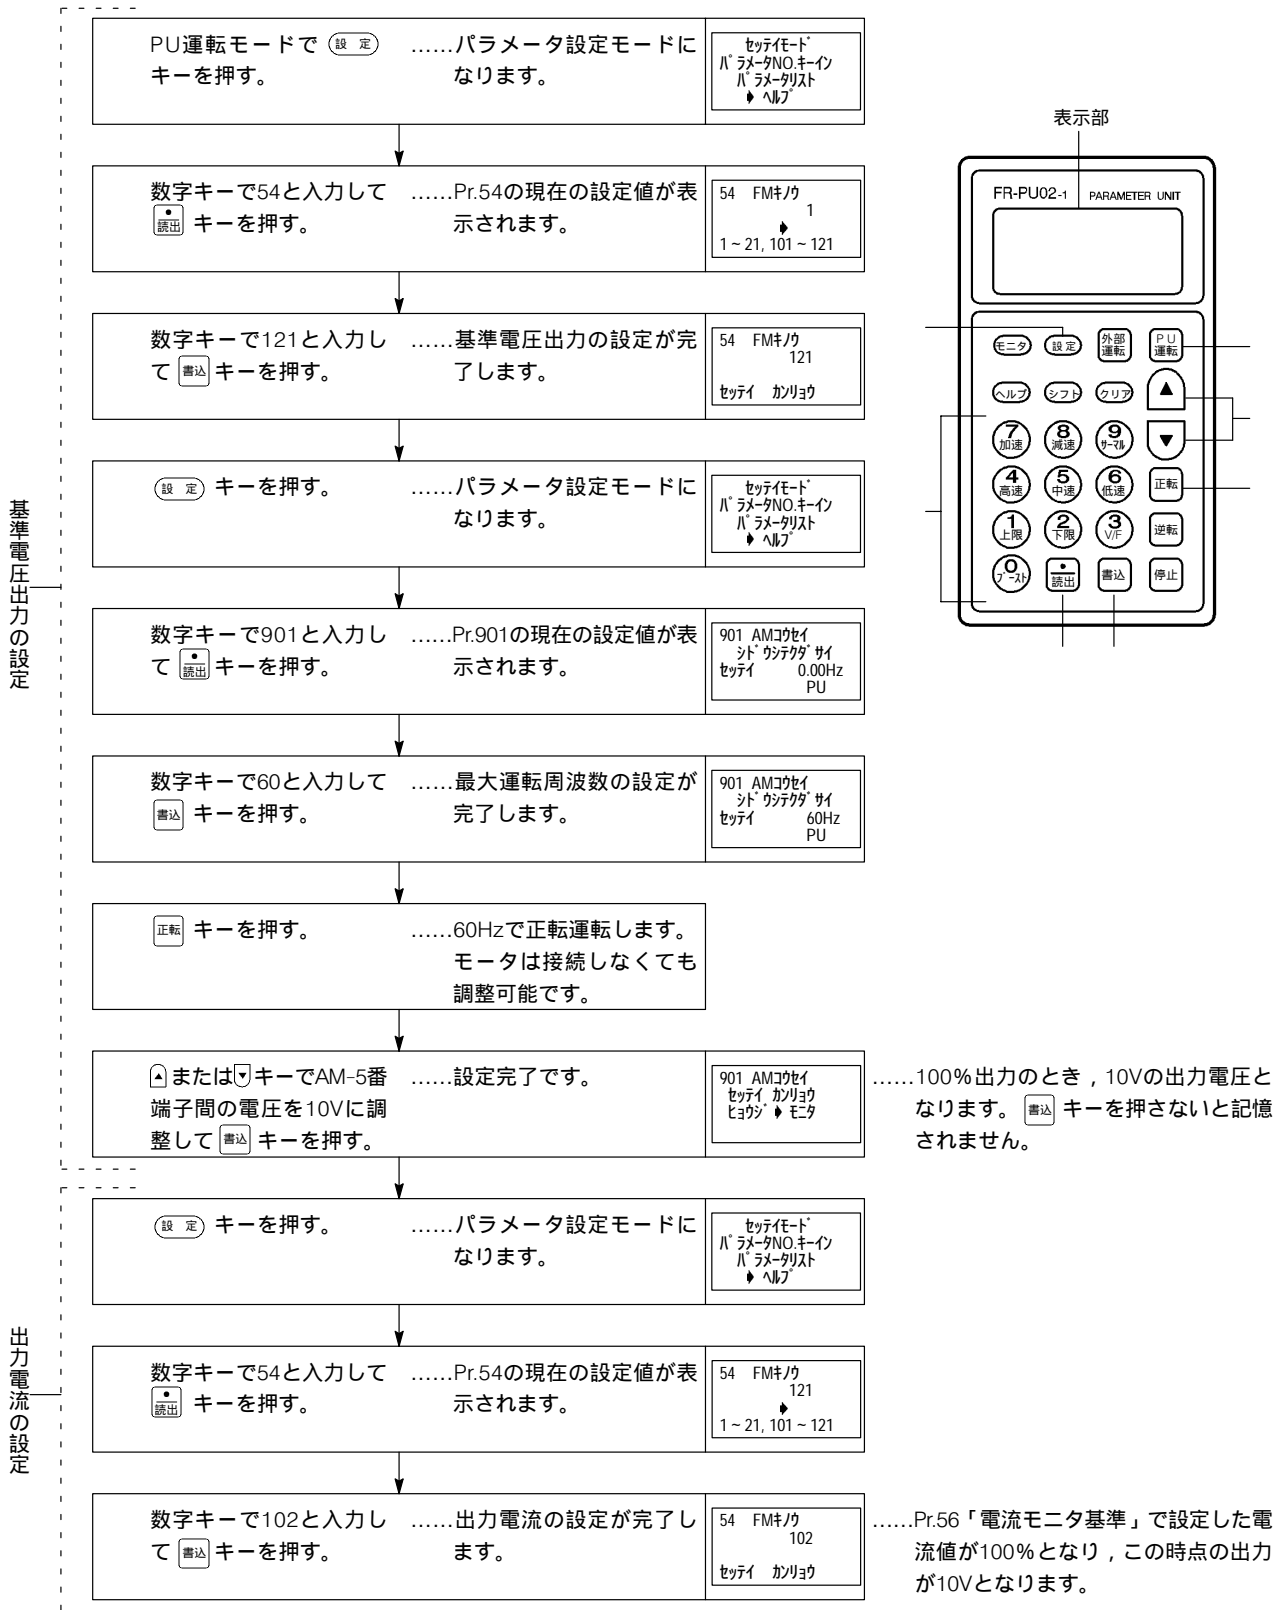 PU運転モードで 設 定
キーを押す。
……パラメータ設定モードに
なります。
セッテイモード
パラメータNO.キーイン
パラメータリスト
ヘルプ
数字キーで54と入力して
読出 キーを押す。
……Pr.54の現在の設定値が表
示されます。
54 FMキノウ
1
1~21, 101~121
数字キーで121と入力し
て 書込 キーを押す。
……基準電圧出力の設定が完
了します。
54 FMキノウ
121
セッテイ カンリョウ
設 定 キーを押す。
……パラメータ設定モードに
なります。
セッテイモード
パラメータNO.キーイン
パラメータリスト
ヘルプ
数字キーで901と入力し
て 読出 キーを押す。
……Pr.901の現在の設定値が表
示されます。
901 AMコウセイ
シドウシテクダサイ
セッテイ 0.00Hz
PU
数字キーで60と入力して
書込 キーを押す。
……最大運転周波数の設定が
完了します。
901 AMコウセイ
シドウシテクダサイ
セッテイ 60Hz
PU
正転 キーを押す。
……60Hzで正転運転します。
モータは接続しなくても
調整可能です。
▲または▼キーでAM-5番
端子間の電圧を10Vに調
整して 書込 キーを押す。
……設定完了です。
901 AMコウセイ
セッテイ カンリョウ
ヒョウジ モニタ
……100%出力のとき，10Vの出力電圧と
なります。 書込 キーを押さないと記憶
されません。
基準電圧出力の設定
設 定 キーを押す。
……パラメータ設定モードに
なります。
セッテイモード
パラメータNO.キーイン
パラメータリスト
ヘルプ
数字キーで54と入力して
読出 キーを押す。
……Pr.54の現在の設定値が表
示されます。
54 FMキノウ
121
1~21, 101~121
数字キーで102と入力し
て 書込 キーを押す。
……出力電流の設定が完了し
ます。
54 FMキノウ
102
セッテイ カンリョウ
……Pr.56「電流モニタ基準」で設定した電
流値が100%となり，この時点の出力
が10Vとなります。
出力電流の設定
表示部
FR-PU02-1 PARAMETER UNIT
モニタ 設定 外部運転 PU運転
ヘルプ シフト クリア ▲
7 加速 8 減速 9 サーマル ▼
4 高速 5 中速 6 低速 正転
1 上限 2 下限 3 V/F 逆転
0 ブースト ・ 読出 書込 停止